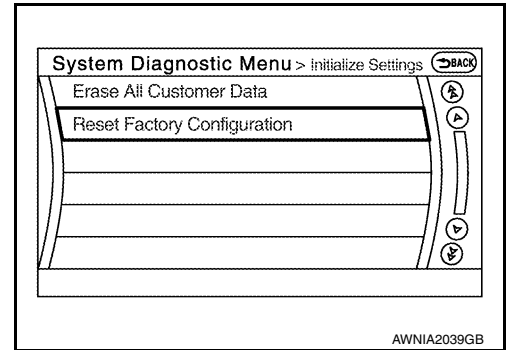 System Diagnostic Menu > Initialize Settings BACK
Erase All Customer Data
Reset Factory Configuration
AWNIA2039GB